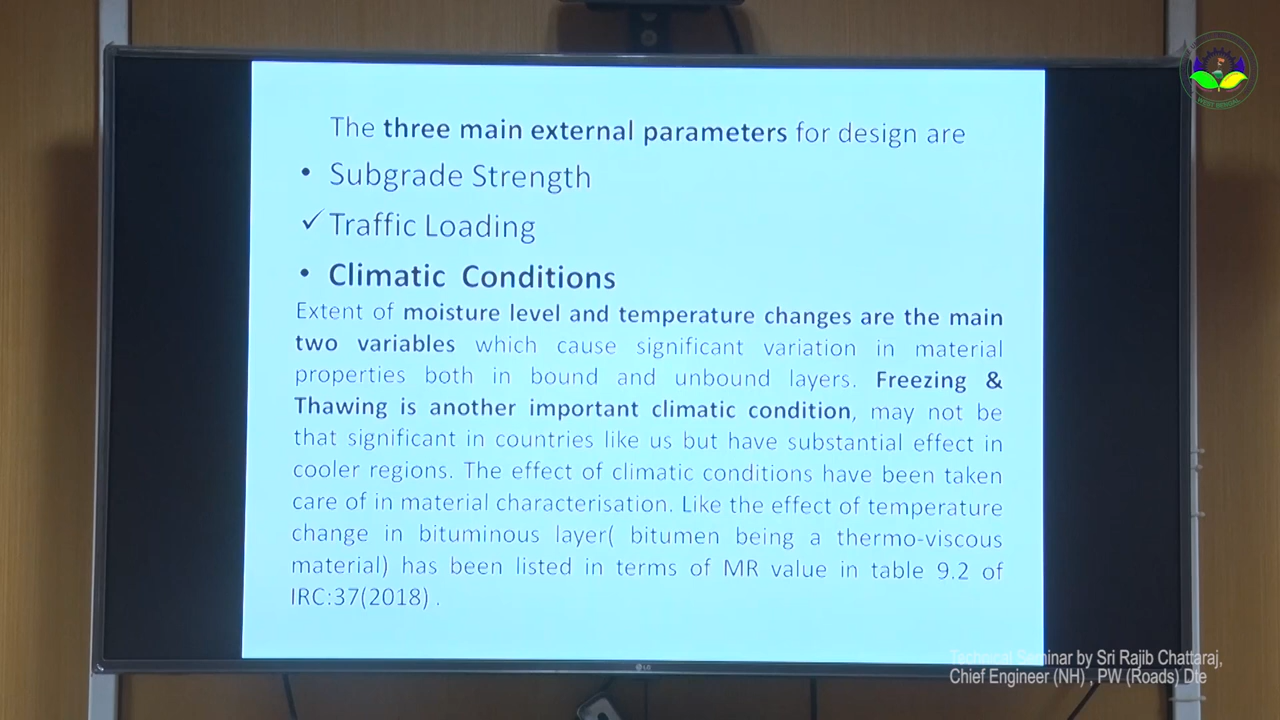 The three main external parameters for design are
• Subgrade Strength
✓ Traffic Loading
• Climatic Conditions
Extent of moisture level and temperature changes are the main
two variables which cause significant variation in material
properties both in bound and unbound layers. Freezing &
Thawing is another important climatic condition, may not be
that significant in countries like us but have substantial effect in
cooler regions. The effect of climatic conditions have been taken
care of in material characterisation. Like the effect of temperature
change in bituminous layer( bitumen being a thermo-viscous
material) has been listed in terms of MR value in table 9.2 of
IRC:37(2018) .
LG
Technical Seminar by Sri Rajib Chattaraj,
Chief Engineer (NH) , PW (Roads) Dte
WEST BENGAL